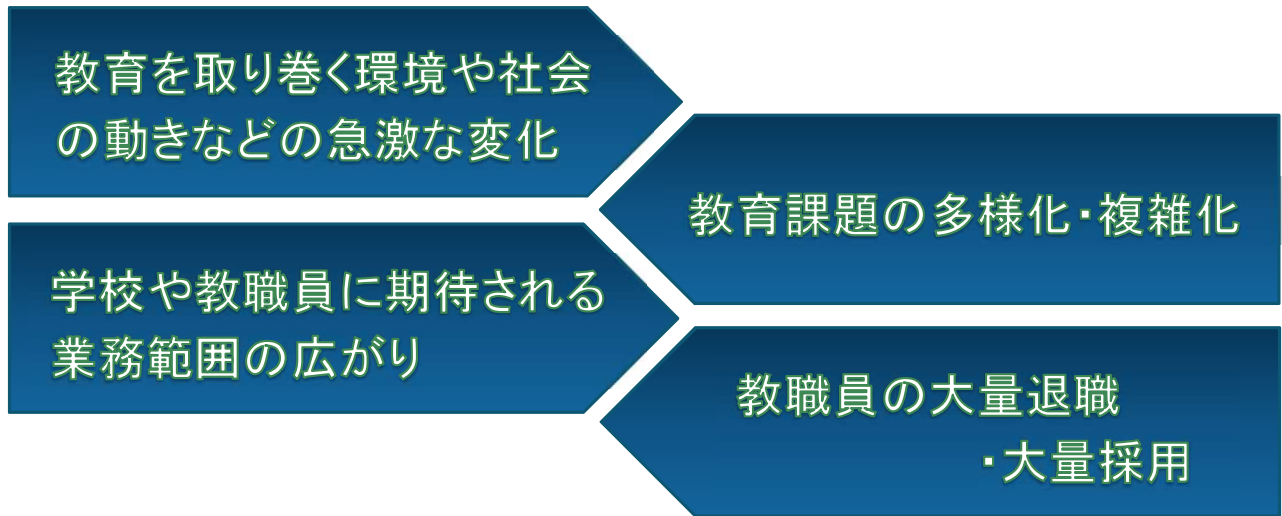 教育を取り巻く環境や社会
の動きなどの急激な変化
教育課題の多様化・複雑化
学校や教職員に期待される
業務範囲の広がり
教職員の大量退職
・大量採用